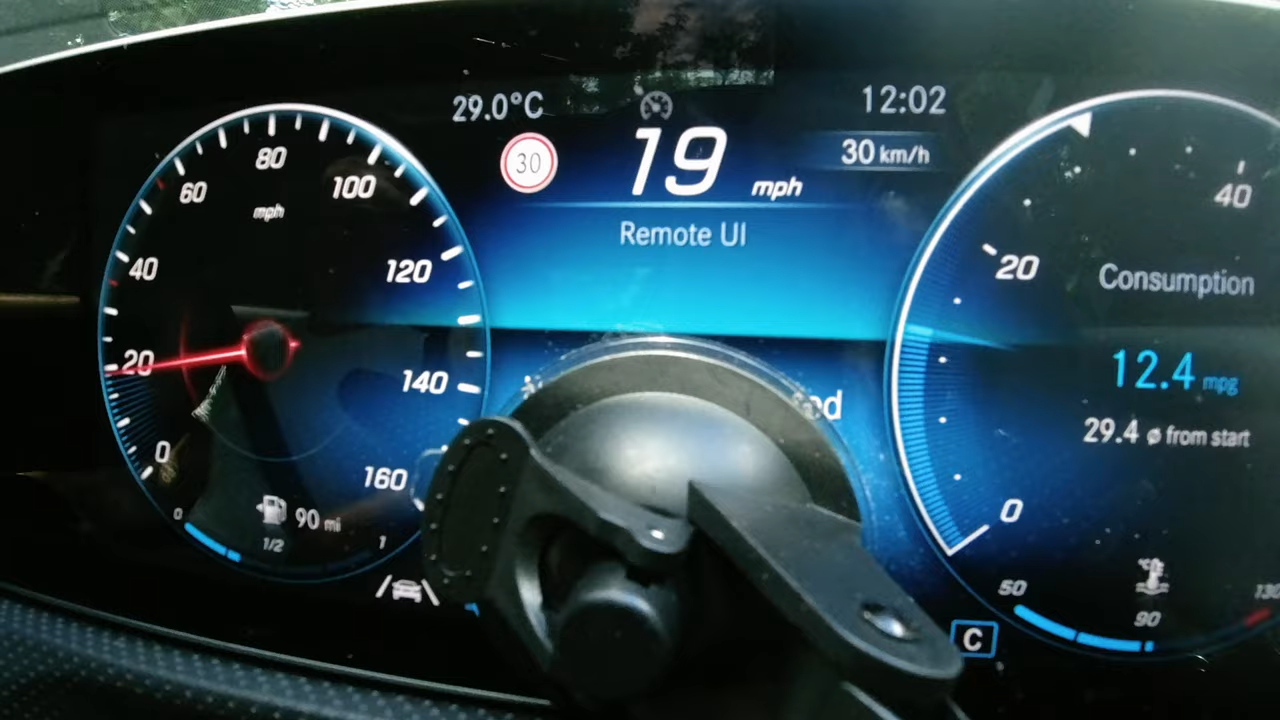 29.0°C
12:02
30
19 mph
30 km/h
Remote UI
80
60
100
mph
40
120
20
140
0
160
90 mi
0
1/2
1
40
20
Consumption
12.4 mpg
29.4 ø from start
0
50
90
130
°C
C